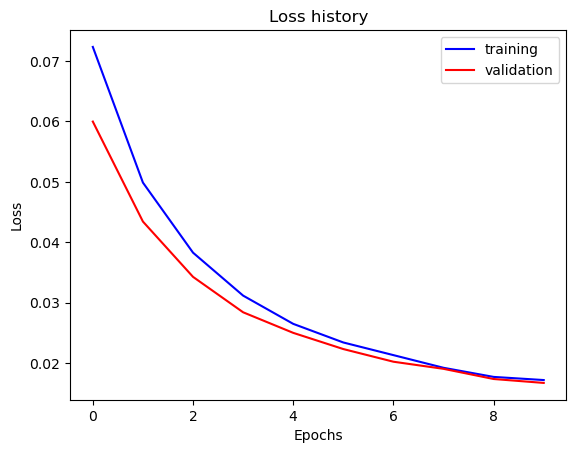 Loss history
training
validation
0.07
0.06
0.05
0.04
0.03
0.02
Loss
0 2 4 6 8
Epochs